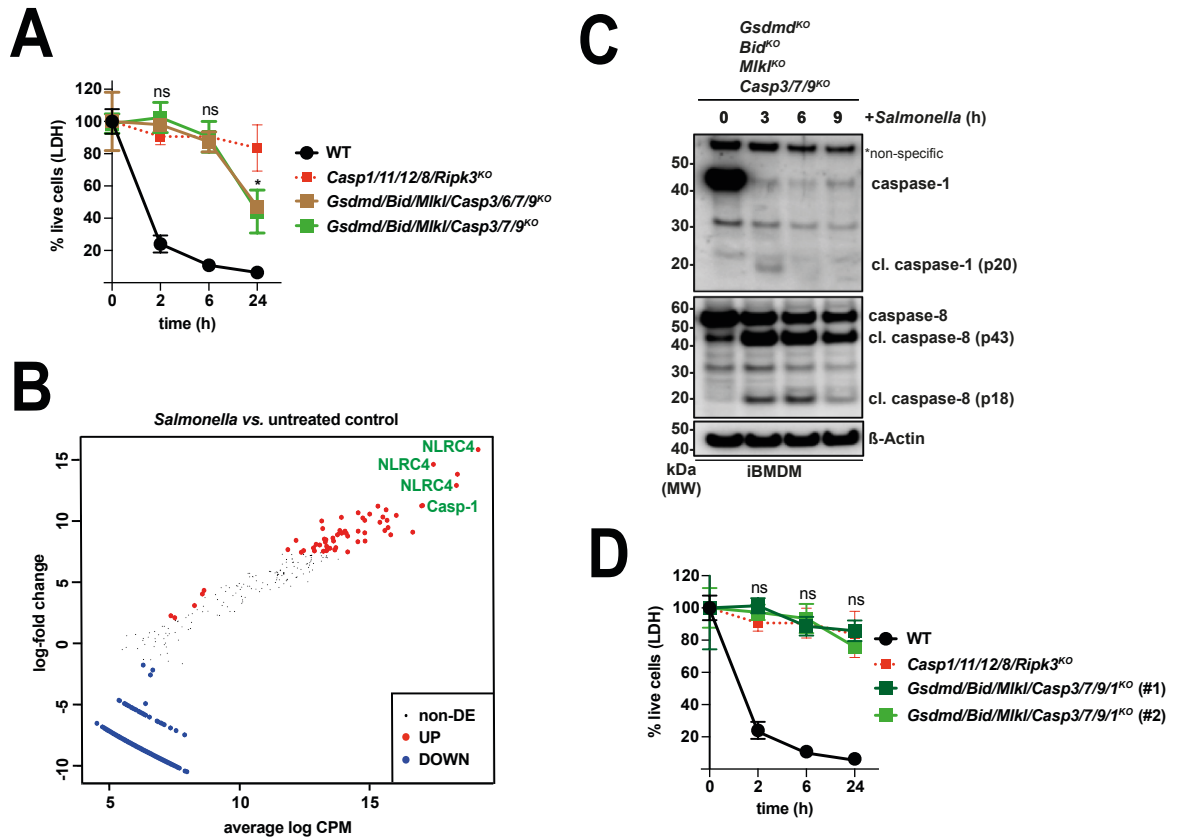 A
120
100
80
60
40
20
% live cells (LDH)
ns
ns
*
0
2
6
24
time (h)
WT
Casp1/11/12/8/Ripk3KO
Gsdmd/Bid/Mlkl/Casp3/6/7/9KO
Gsdmd/Bid/Mlkl/Casp3/7/9KO
B
Salmonella vs. untreated control
15
10
5
0
-5
-10
log-fold change
NLRC4
NLRC4
NLRC4
Casp-1
non-DE
UP
DOWN
5
10
15
average log CPM
C
GsdmdKO
BidKO
MlklKO
Casp3/7/9KO
0 3 6 9 +Salmonella (h)
50
40
30
20
*non-specific
caspase-1
cl. caspase-1 (p20)
60
50
40
30
20
caspase-8
cl. caspase-8 (p43)
cl. caspase-8 (p18)
50
40
ß-Actin
kDa
(MW)
iBMDM
D
120
100
80
60
40
20
% live cells (LDH)
ns
ns
ns
0
2
6
24
time (h)
WT
Casp1/11/12/8/Ripk3KO
Gsdmd/Bid/Mlkl/Casp3/7/9/1KO (#1)
Gsdmd/Bid/Mlkl/Casp3/7/9/1KO (#2)